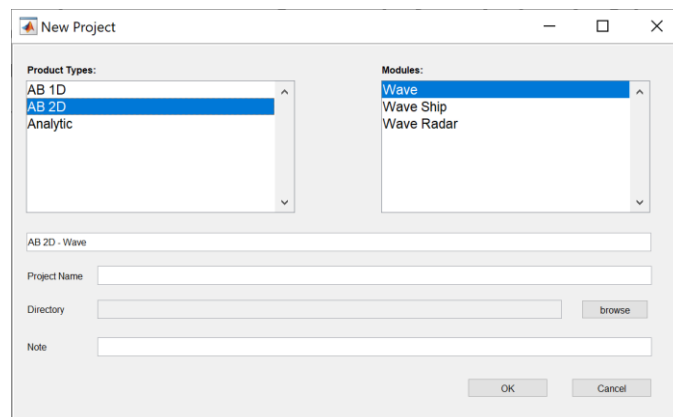 New Project
Product Types:
AB 1D
AB 2D
Analytic
Modules:
Wave
Wave Ship
Wave Radar
AB 2D - Wave
Project Name
Directory
browse
Note
OK
Cancel